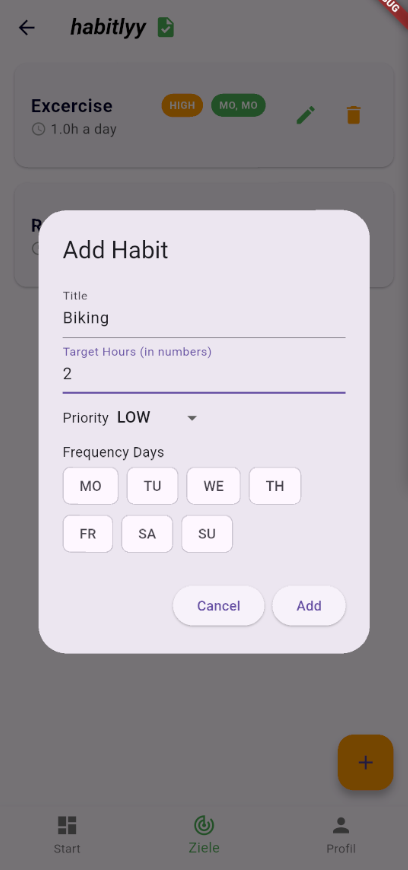 habitlyy
Excercise
HIGH
MO, MO
1.0h a day
Add Habit
Title
Biking
Target Hours (in numbers)
2
Priority LOW
Frequency Days
MO TU WE TH
FR SA SU
Cancel Add
+
Start Ziele Profil